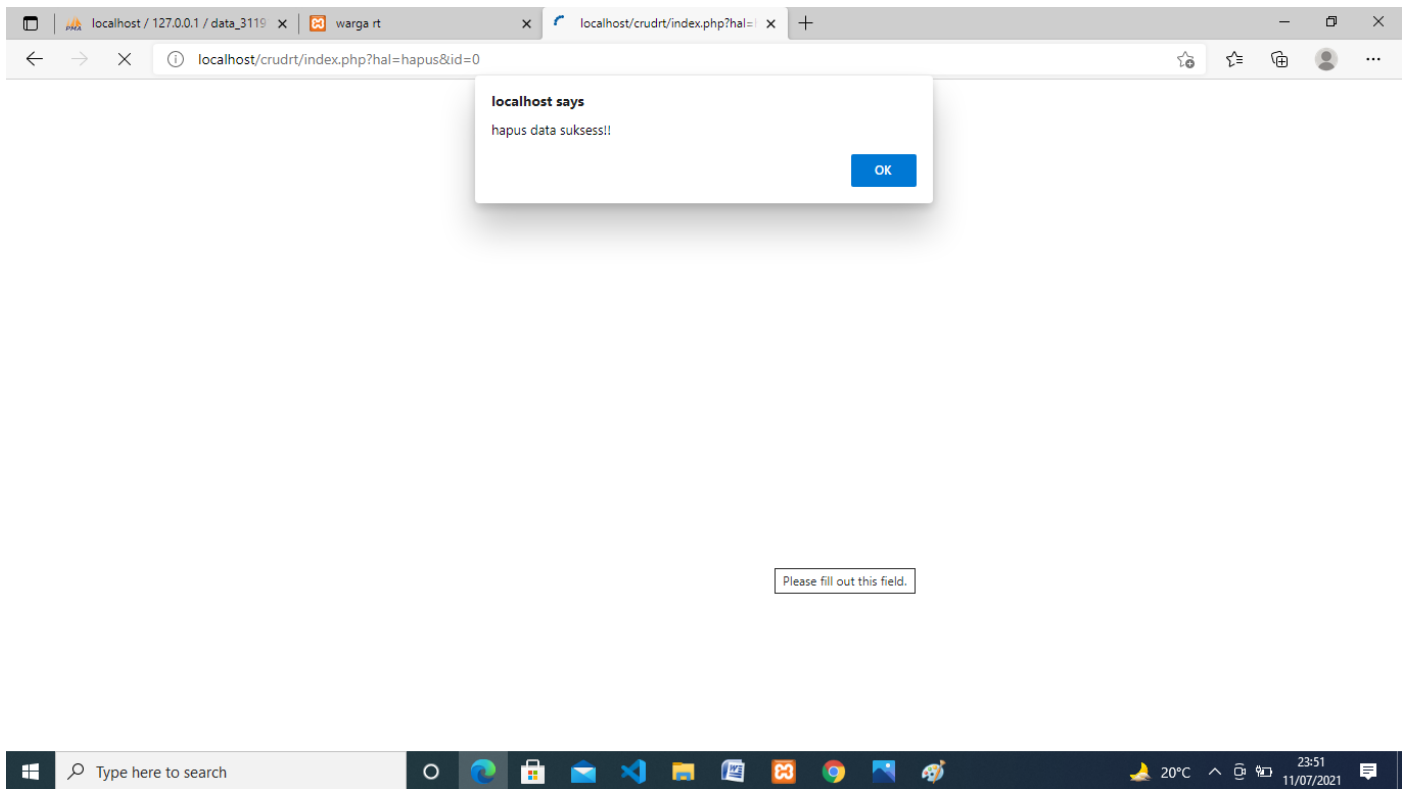 localhost / 127.0.0.1 / data_3119
warga rt
localhost/crudrt/index.php?hal=
localhost/crudrt/index.php?hal=hapus&id=0
localhost says
hapus data suksess!!
OK
Please fill out this field.
Type here to search
20°C
23:51
11/07/2021